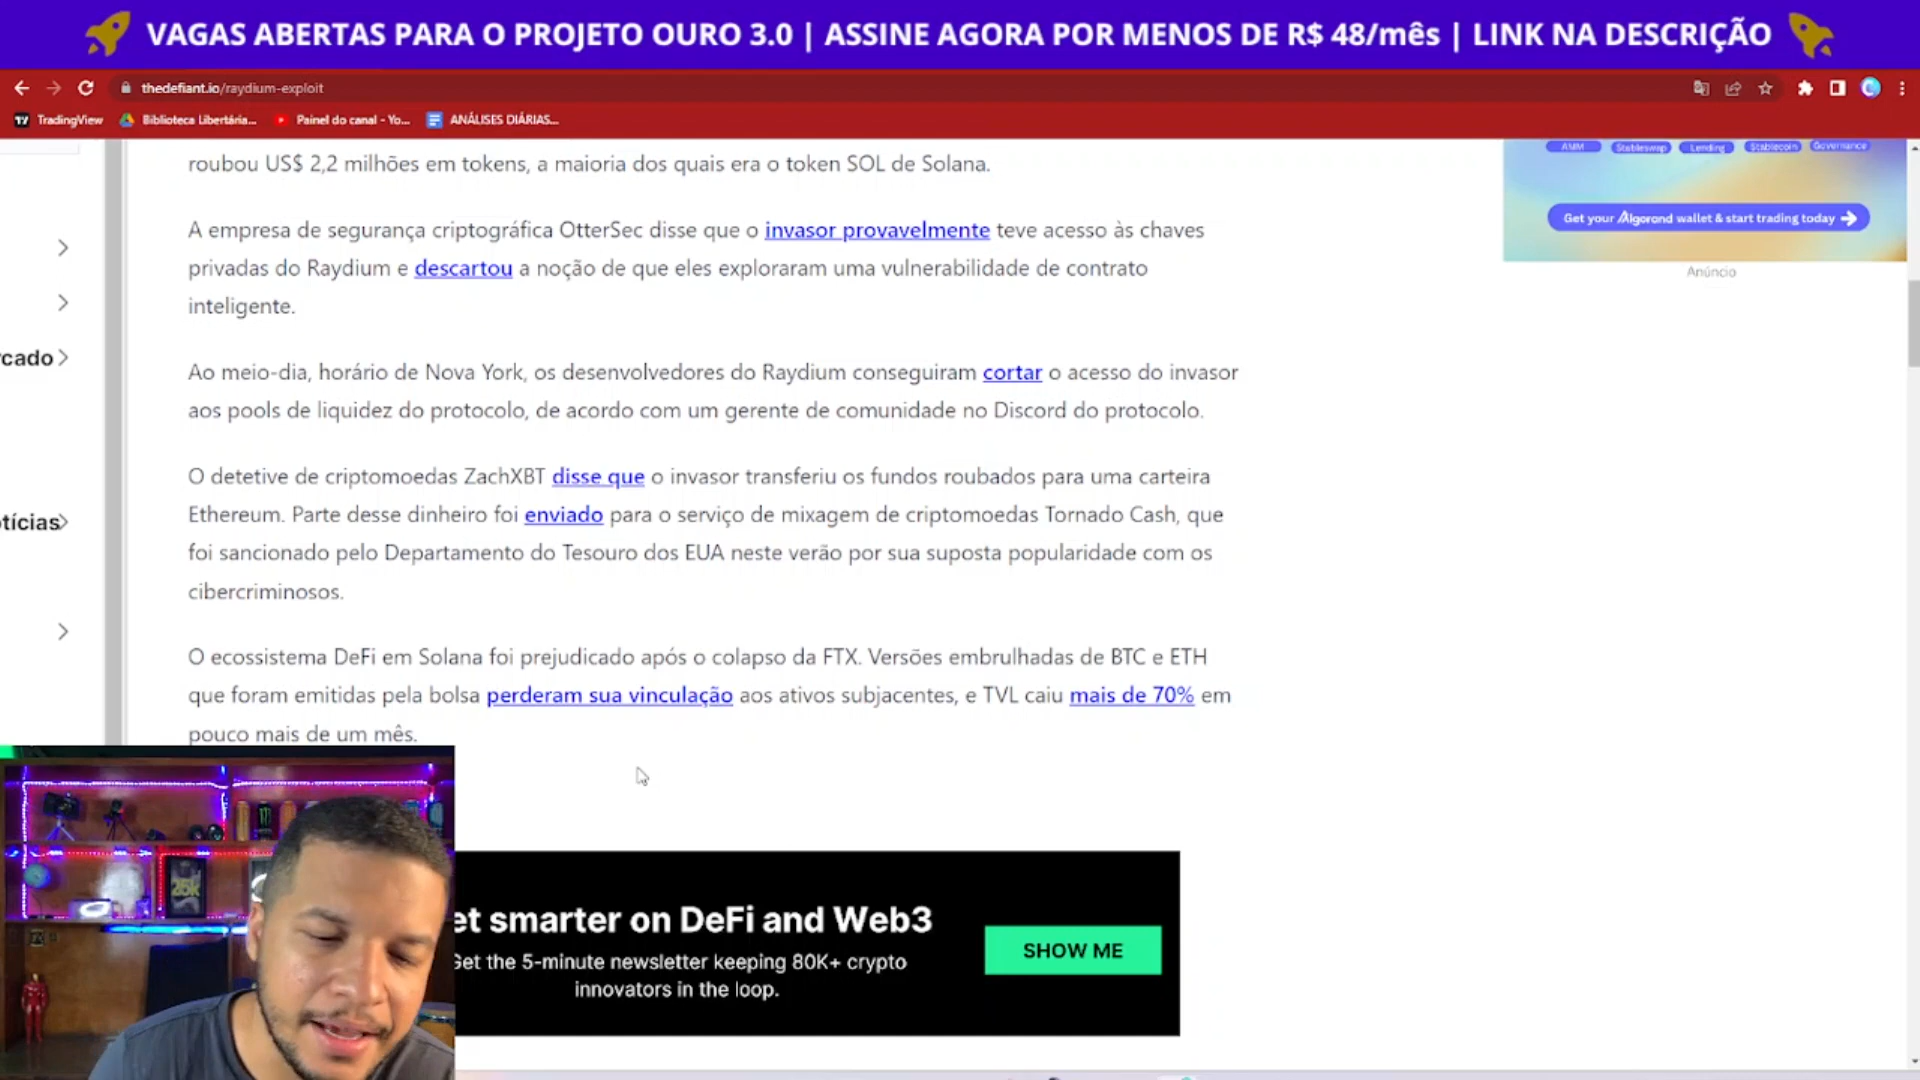 VAGAS ABERTAS PARA O PROJETO OURO 3.0 | ASSINE AGORA POR MENOS DE R$ 48/mês | LINK NA DESCRIÇÃO
thedefiant.io/raydium-exploit
TradingView
Biblioteca Libertária...
Painel do canal - Yo...
ANÁLISES DIÁRIAS...
AMM
Stableswap
Lending
Stablecoin
Governance
Get your Algorand wallet & start trading today
Anúncio
rcado
otícias
roubou US$ 2,2 milhões em tokens, a maioria dos quais era o token SOL de Solana.
A empresa de segurança criptográfica OtterSec disse que o invasor provavelmente teve acesso às chaves
privadas do Raydium e descartou a noção de que eles exploraram uma vulnerabilidade de contrato
inteligente.
Ao meio-dia, horário de Nova York, os desenvolvedores do Raydium conseguiram cortar o acesso do invasor
aos pools de liquidez do protocolo, de acordo com um gerente de comunidade no Discord do protocolo.
O detetive de criptomoedas ZachXBT disse que o invasor transferiu os fundos roubados para uma carteira
Ethereum. Parte desse dinheiro foi enviado para o serviço de mixagem de criptomoedas Tornado Cash, que
foi sancionado pelo Departamento do Tesouro dos EUA neste verão por sua suposta popularidade com os
cibercriminosos.
O ecossistema DeFi em Solana foi prejudicado após o colapso da FTX. Versões embrulhadas de BTC e ETH
que foram emitidas pela bolsa perderam sua vinculação aos ativos subjacentes, e TVL caiu mais de 70% em
pouco mais de um mês.
25k
et smarter on DeFi and Web3
Get the 5-minute newsletter keeping 80K+ crypto
innovators in the loop.
SHOW ME